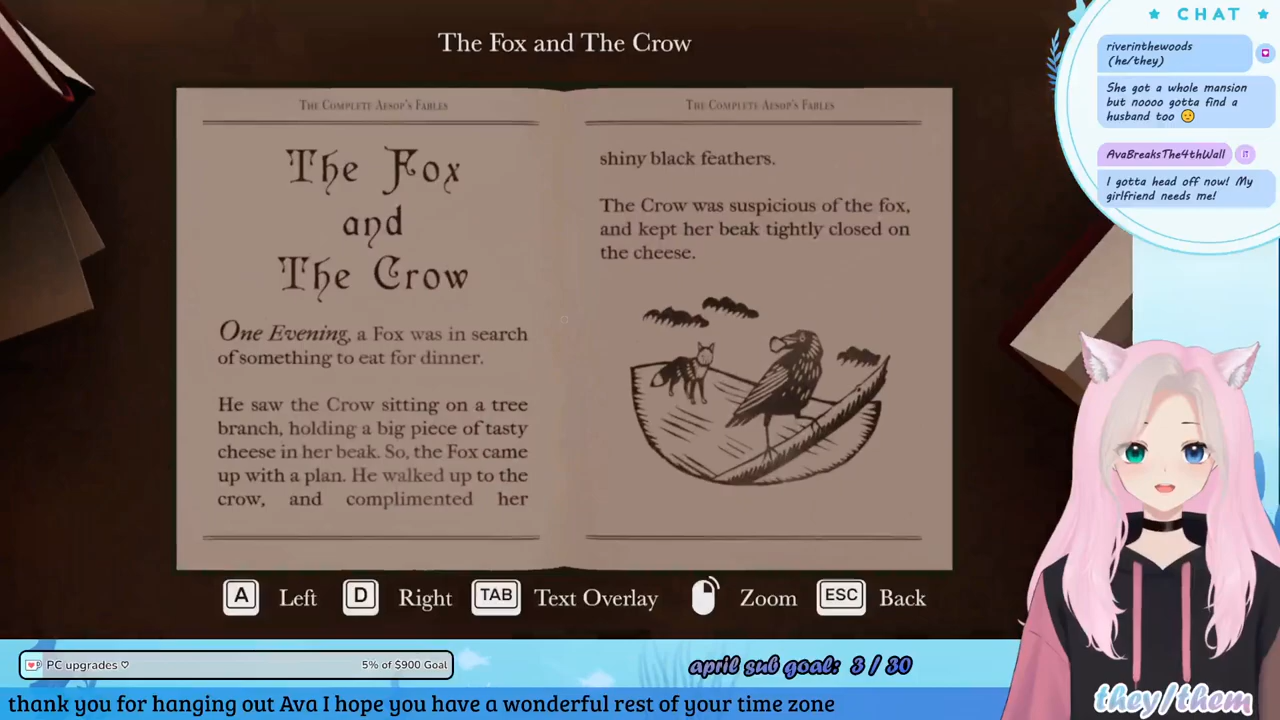 The Fox and The Crow
The Complete Aesop's Fables
The Fox
and
The Crow
One Evening, a Fox was in search
of something to eat for dinner.
He saw the Crow sitting on a tree
branch, holding a big piece of tasty
cheese in her beak. So, the Fox came
up with a plan. He walked up to the
crow, and complimented her
The Complete Aesop's Fables
shiny black feathers.
The Crow was suspicious of the fox,
and kept her beak tightly closed on
the cheese.
A Left D Right TAB Text Overlay Zoom ESC Back
CHAT
riverinthewoods
(he/they)
She got a whole mansion
but noooo gotta find a
husband too
AvaBreaksThe4thWall
I gotta head off now! My
girlfriend needs me!
PC upgrades ♡ 5% of $900 Goal
april sub goal: 3 / 30
they/them
thank you for hanging out Ava I hope you have a wonderful rest of your time zone